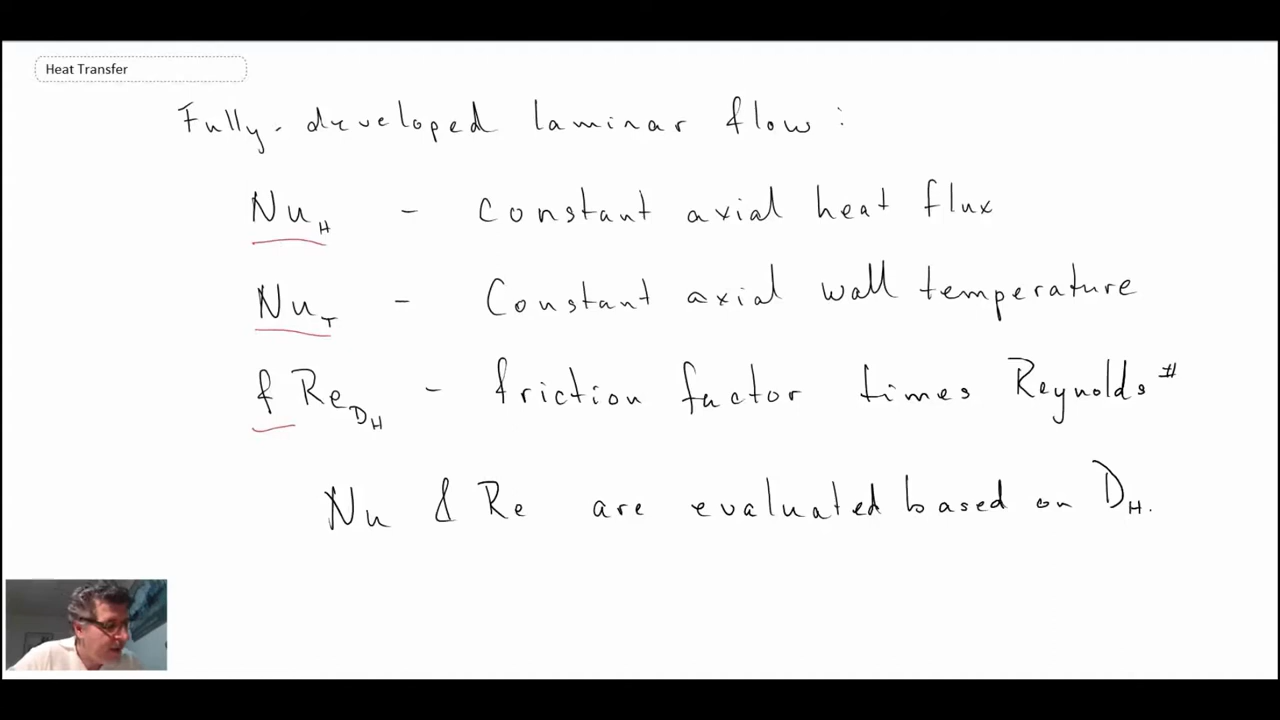 Heat Transfer
Fully-developed laminar flow:
Nu_H - Constant axial heat flux
Nu_T - Constant axial wall temperature
f Re_D_H - friction factor times Reynolds #
Nu & Re are evaluated based on D_H.